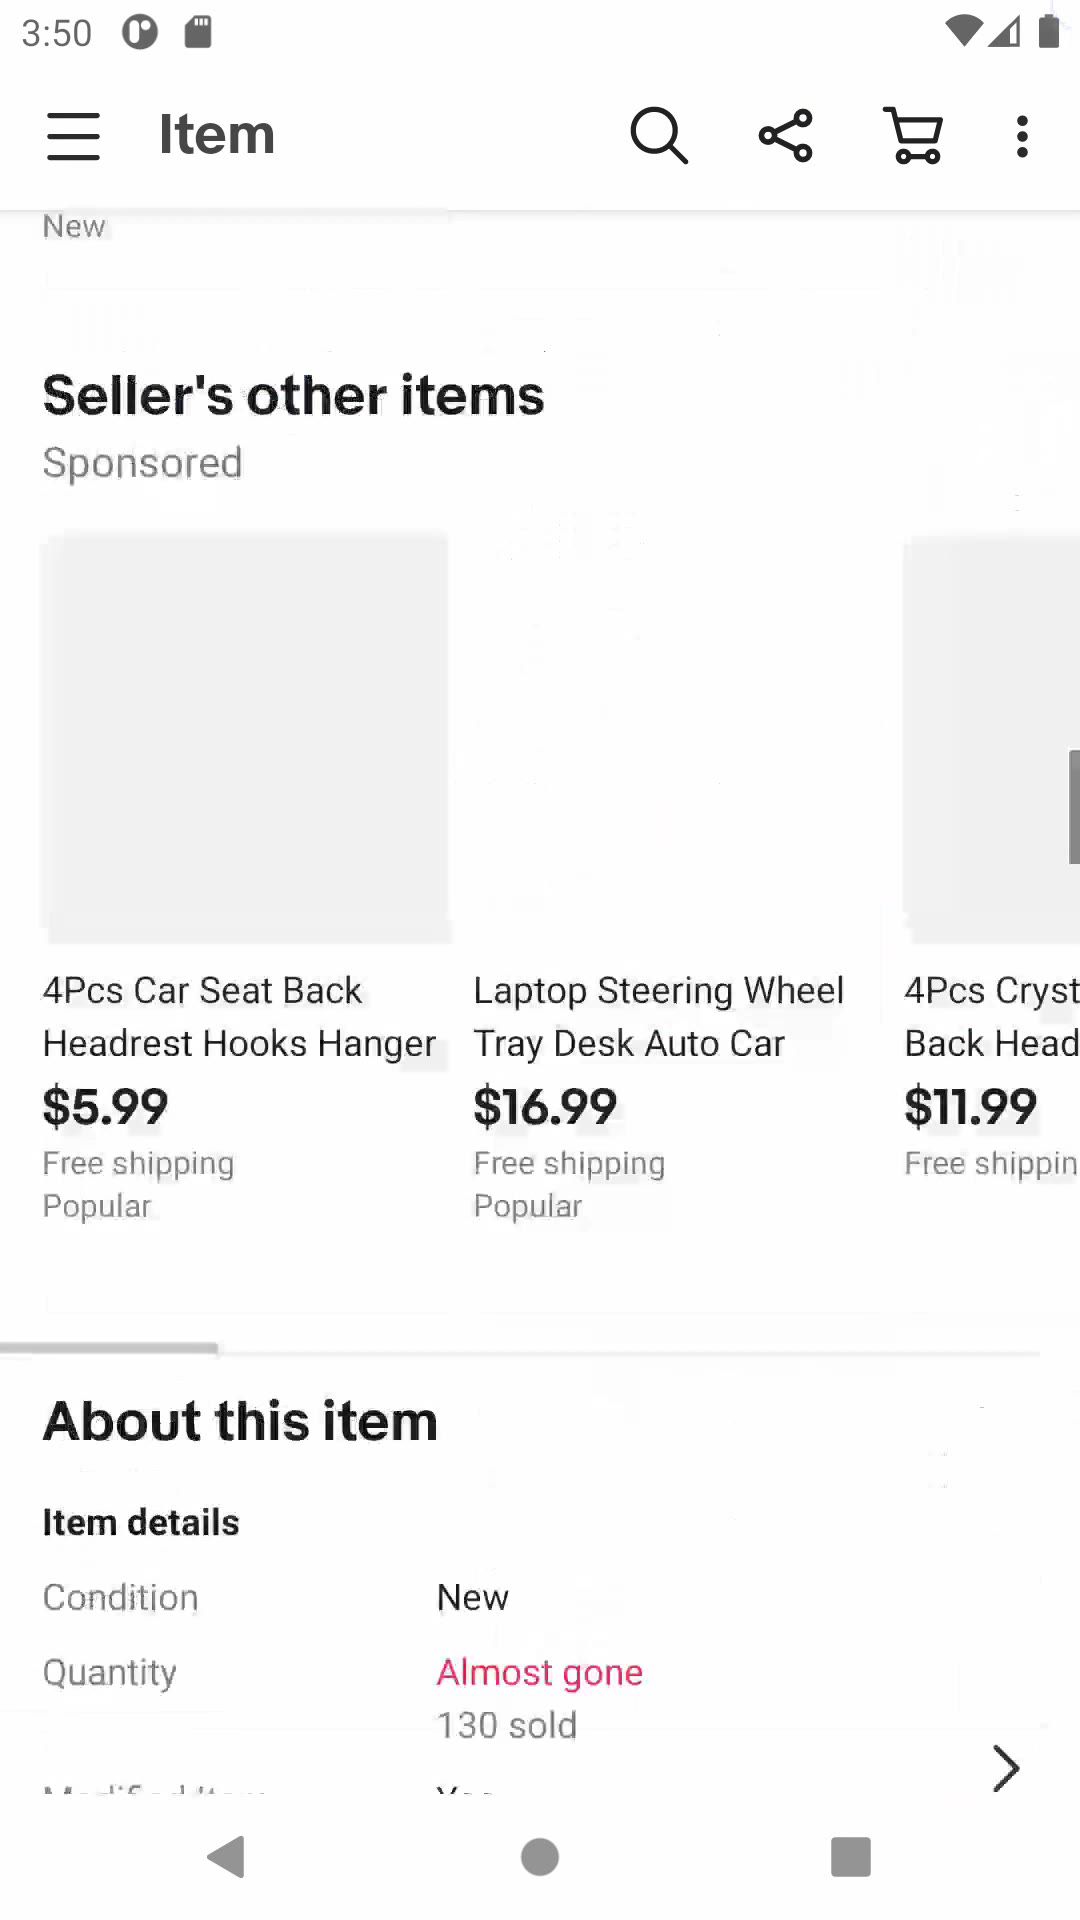 3:50
Item
New
Seller's other items
Sponsored
4Pcs Car Seat Back
Headrest Hooks Hanger
$5.99
Free shipping
Popular
Laptop Steering Wheel
Tray Desk Auto Car
$16.99
Free shipping
Popular
4Pcs Cryst
Back Head
$11.99
Free shippin
About this item
Item details
Condition New
Quantity Almost gone
130 sold